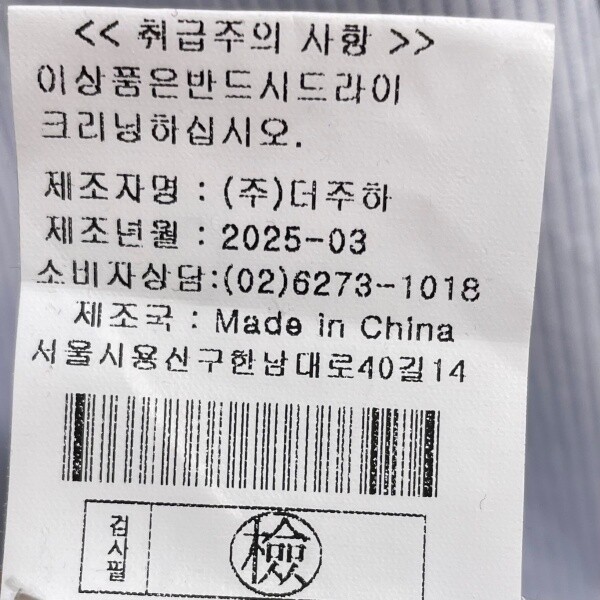 << 취급주의 사항 >>
이상품은반드시드라이
크리닝하십시오.
제조자명 : (주)더주하
제조년월 : 2025-03
소비자상담:(02)6273-1018
제조국 : Made in China
서울시용산구한남대로40길14
검사필
檢